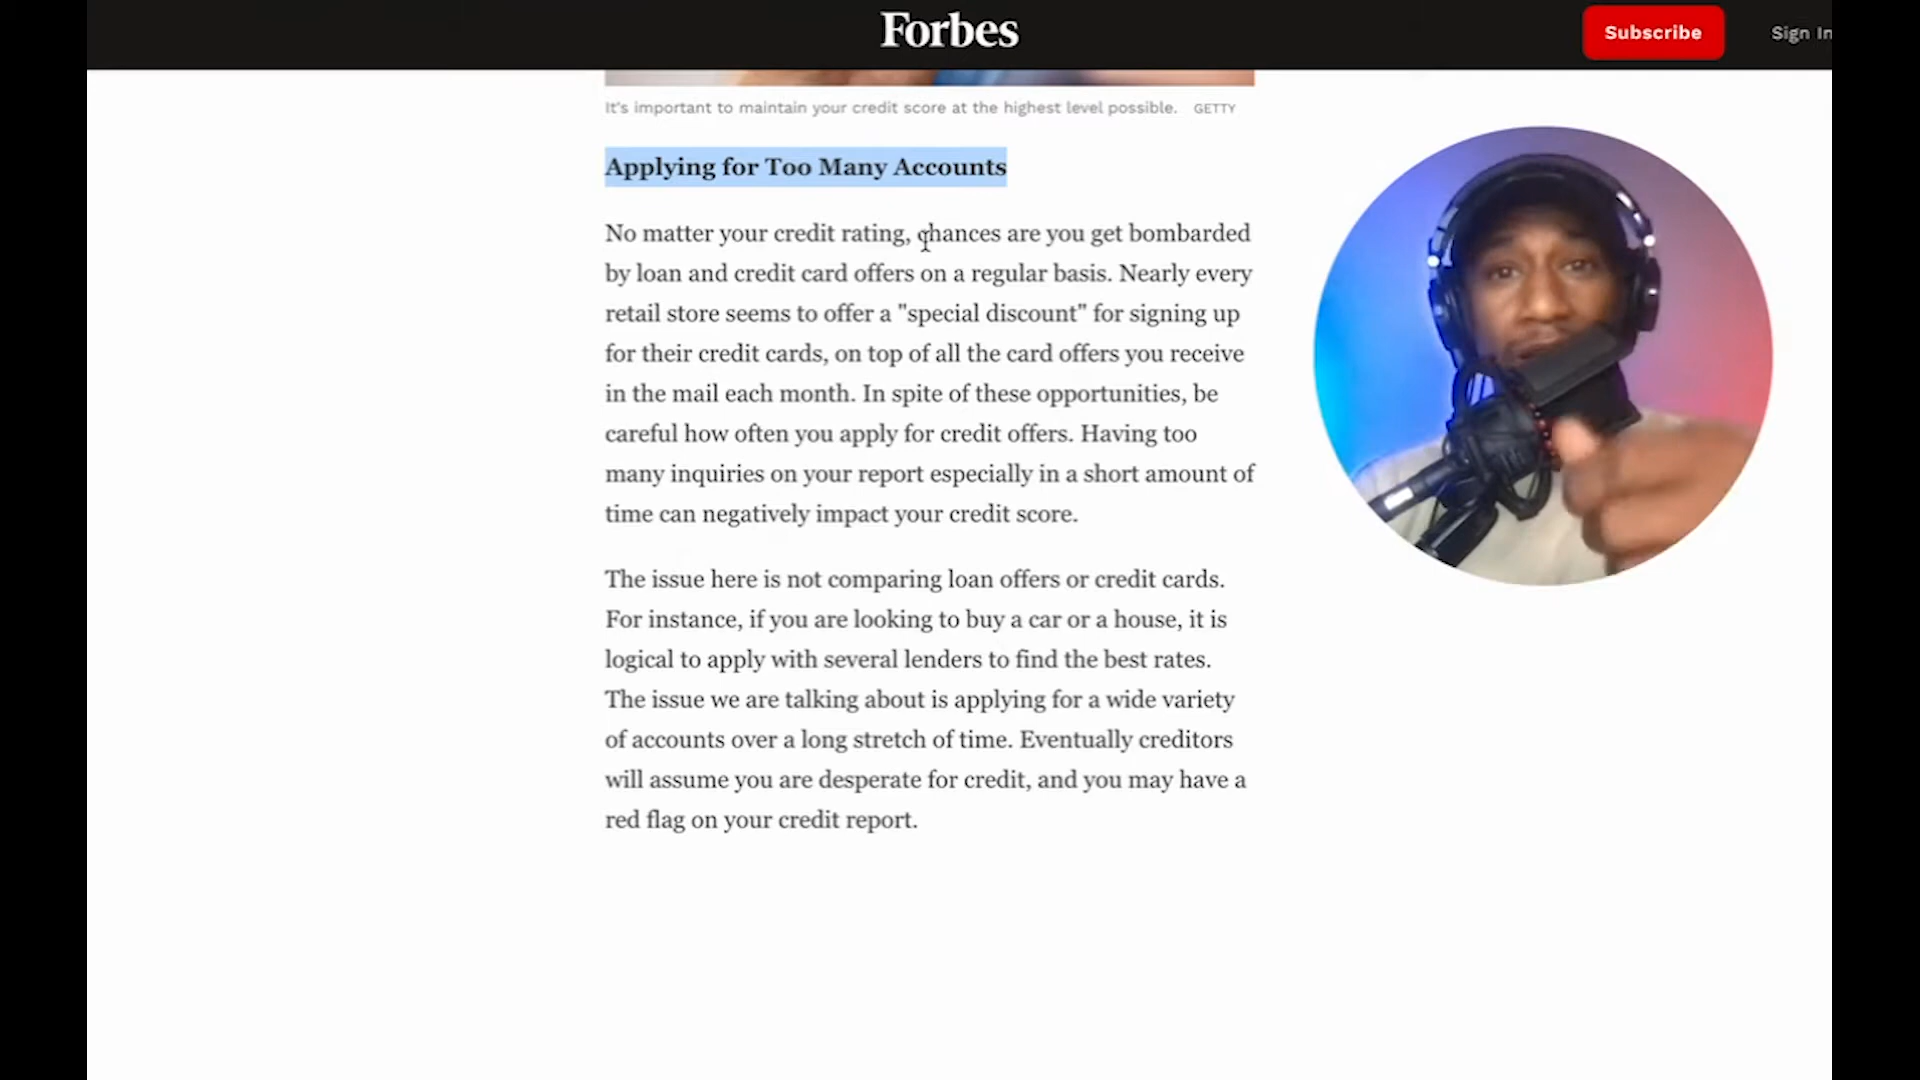 Forbes
Subscribe
Sign In
It's important to maintain your credit score at the highest level possible. GETTY
Applying for Too Many Accounts
No matter your credit rating, chances are you get bombarded
by loan and credit card offers on a regular basis. Nearly every
retail store seems to offer a "special discount" for signing up
for their credit cards, on top of all the card offers you receive
in the mail each month. In spite of these opportunities, be
careful how often you apply for credit offers. Having too
many inquiries on your report especially in a short amount of
time can negatively impact your credit score.
The issue here is not comparing loan offers or credit cards.
For instance, if you are looking to buy a car or a house, it is
logical to apply with several lenders to find the best rates.
The issue we are talking about is applying for a wide variety
of accounts over a long stretch of time. Eventually creditors
will assume you are desperate for credit, and you may have a
red flag on your credit report.